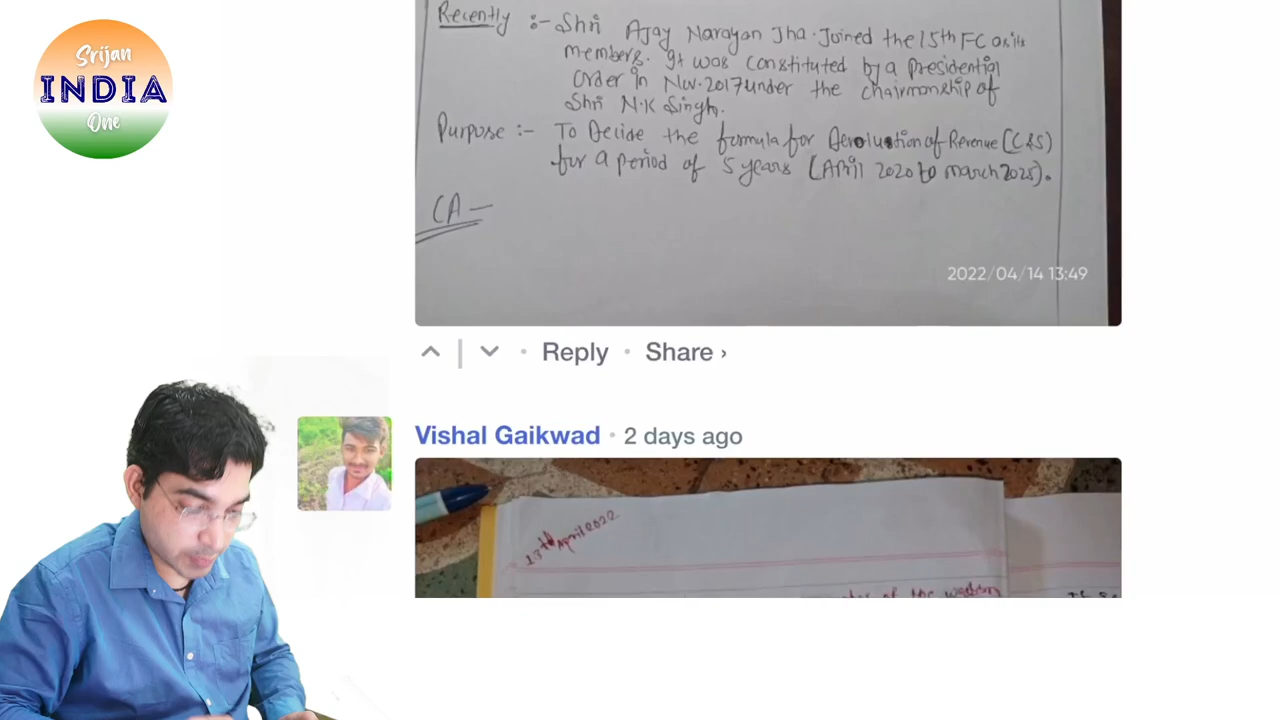 Srijan
INDIA
One
Recently :- Shri Ajay Narayan Jha Joined the 15th FC as its
members. It was constituted by a presidential
order in Nov. 2017 under the chairmonship of
Shri N.K Singh.
Purpose :- To Decide the formula for Devolution of Revenue (C&S)
for a period of 5 years (April 2020 to march 2025).
CA -
2022/04/14 13:49
Reply • Share ›
Vishal Gaikwad • 2 days ago
13th April 2022
of the